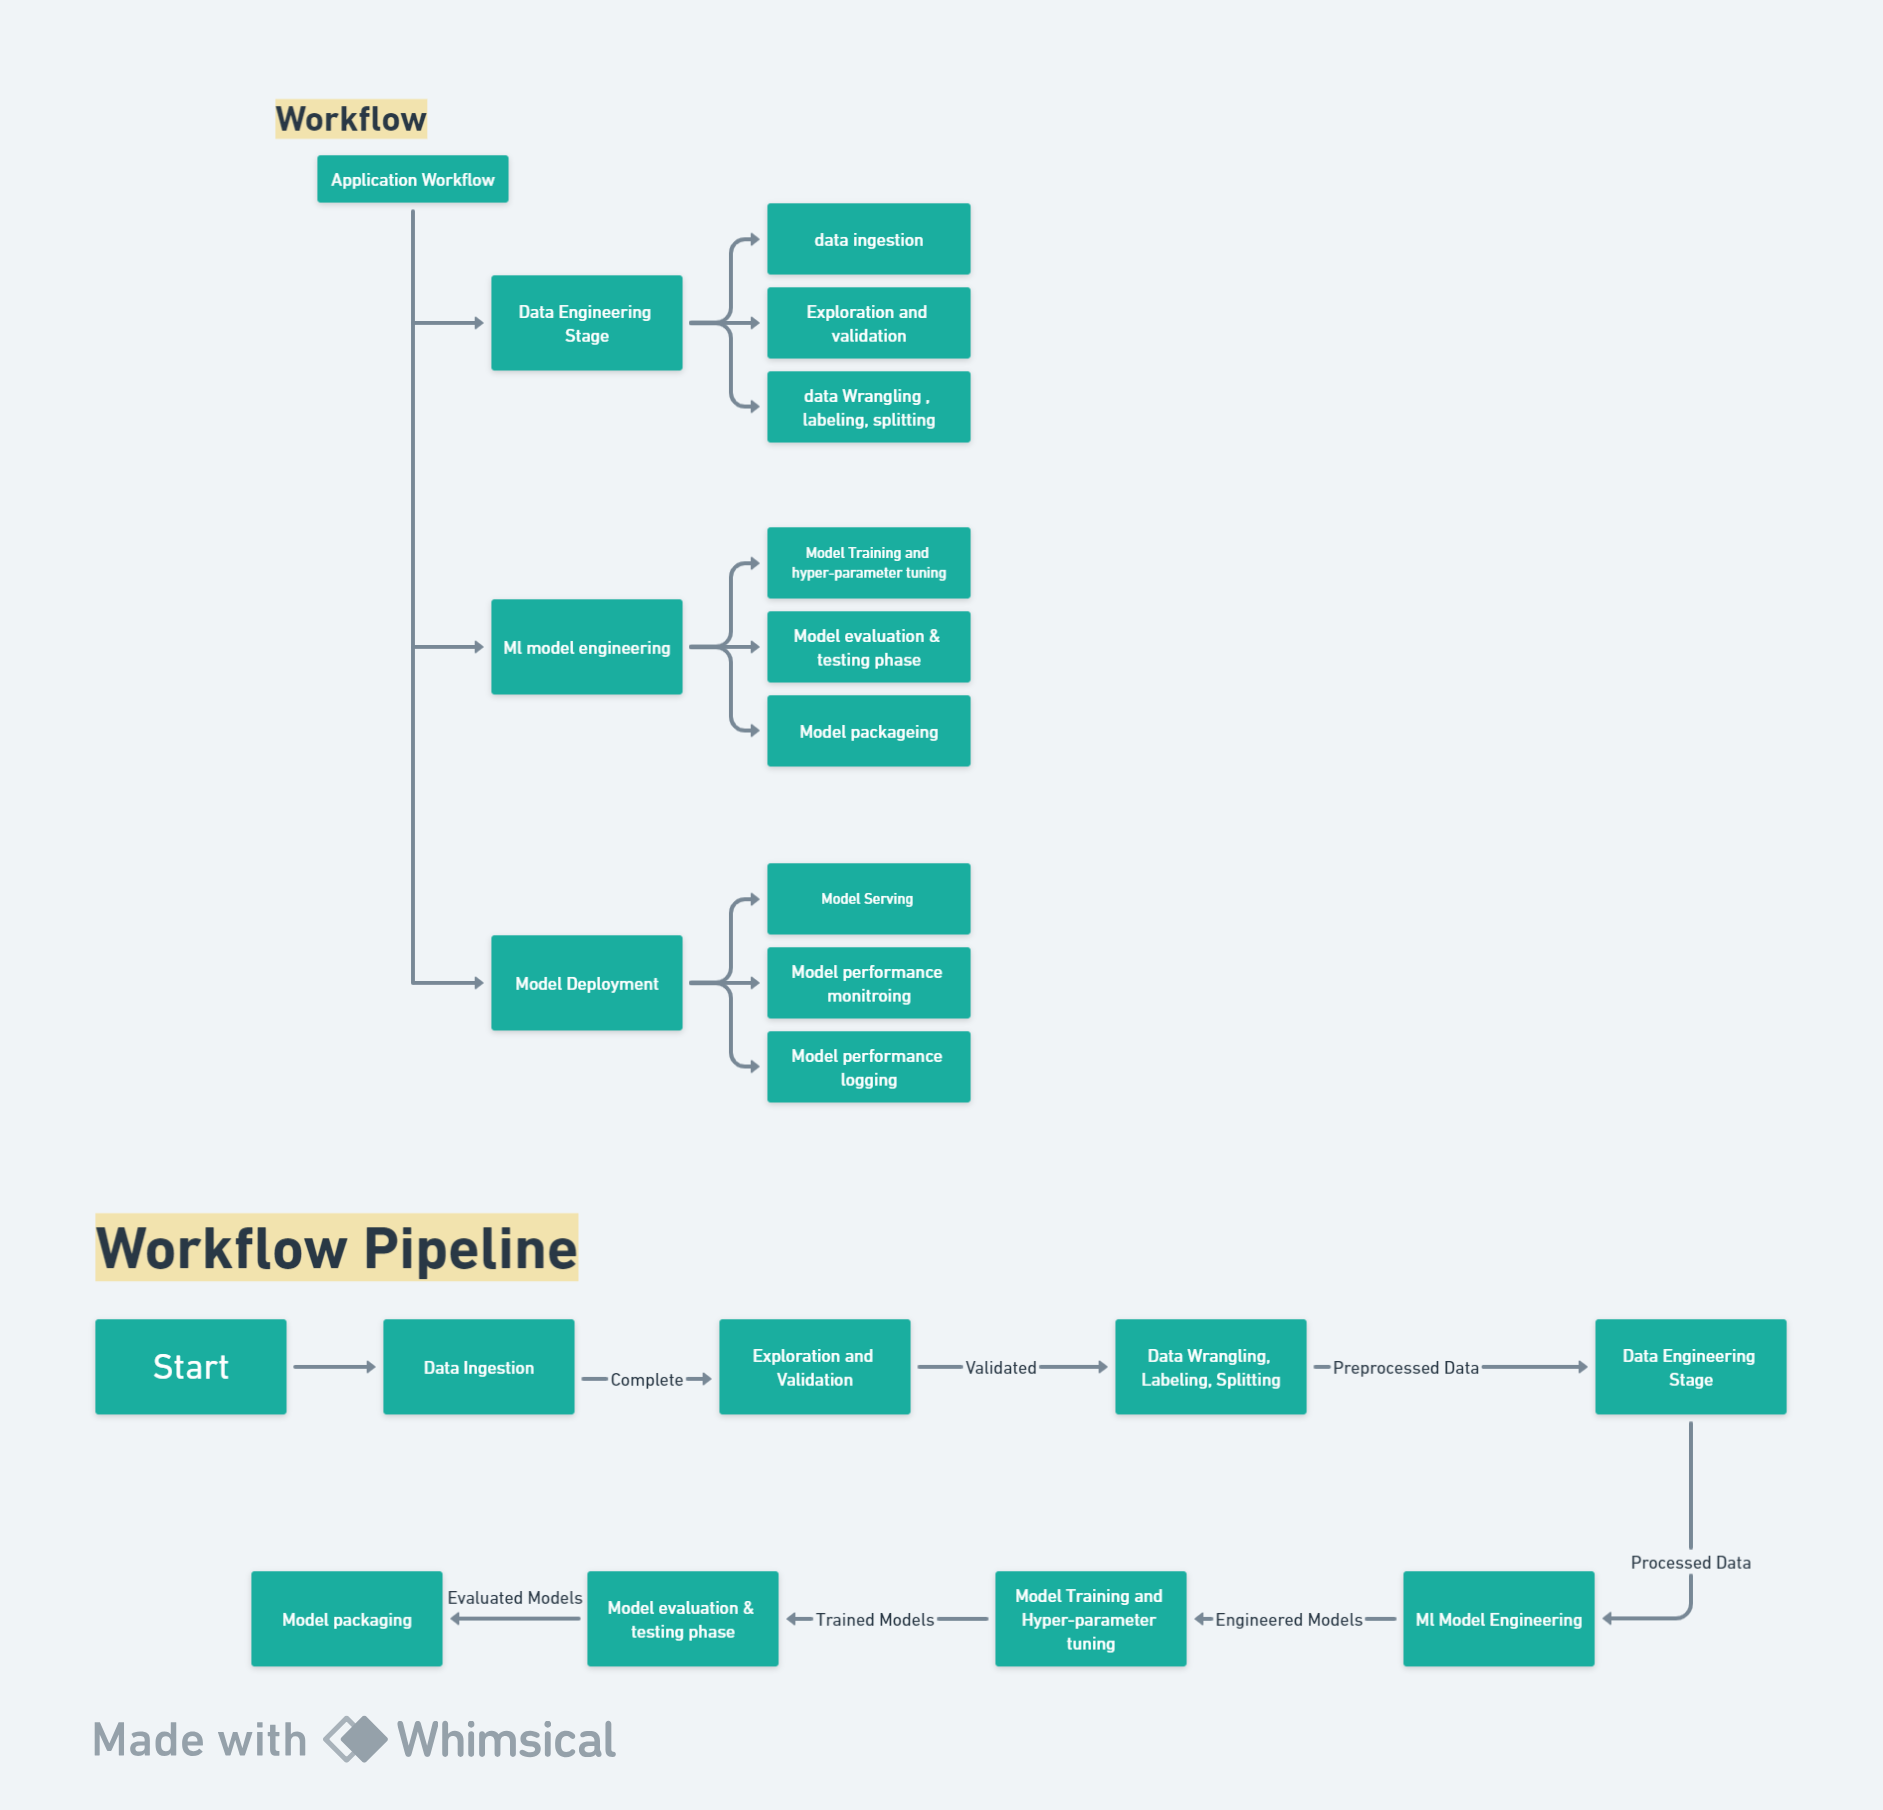 Workflow
Application Workflow
data ingestion
Data Engineering
Stage
Exploration and
validation
data Wrangling ,
labeling, splitting
Model Training and
hyper-parameter tuning
Ml model engineering
Model evaluation &
testing phase
Model packageing
Model Serving
Model Deployment
Model performance
monitroing
Model performance
logging
Workflow Pipeline
Start
Data Ingestion
Complete
Exploration and
Validation
Validated
Data Wrangling,
Labeling, Splitting
Preprocessed Data
Data Engineering
Stage
Processed Data
Ml Model Engineering
Engineered Models
Model Training and
Hyper-parameter
tuning
Trained Models
Model evaluation &
testing phase
Evaluated Models
Model packaging
Made with Whimsical